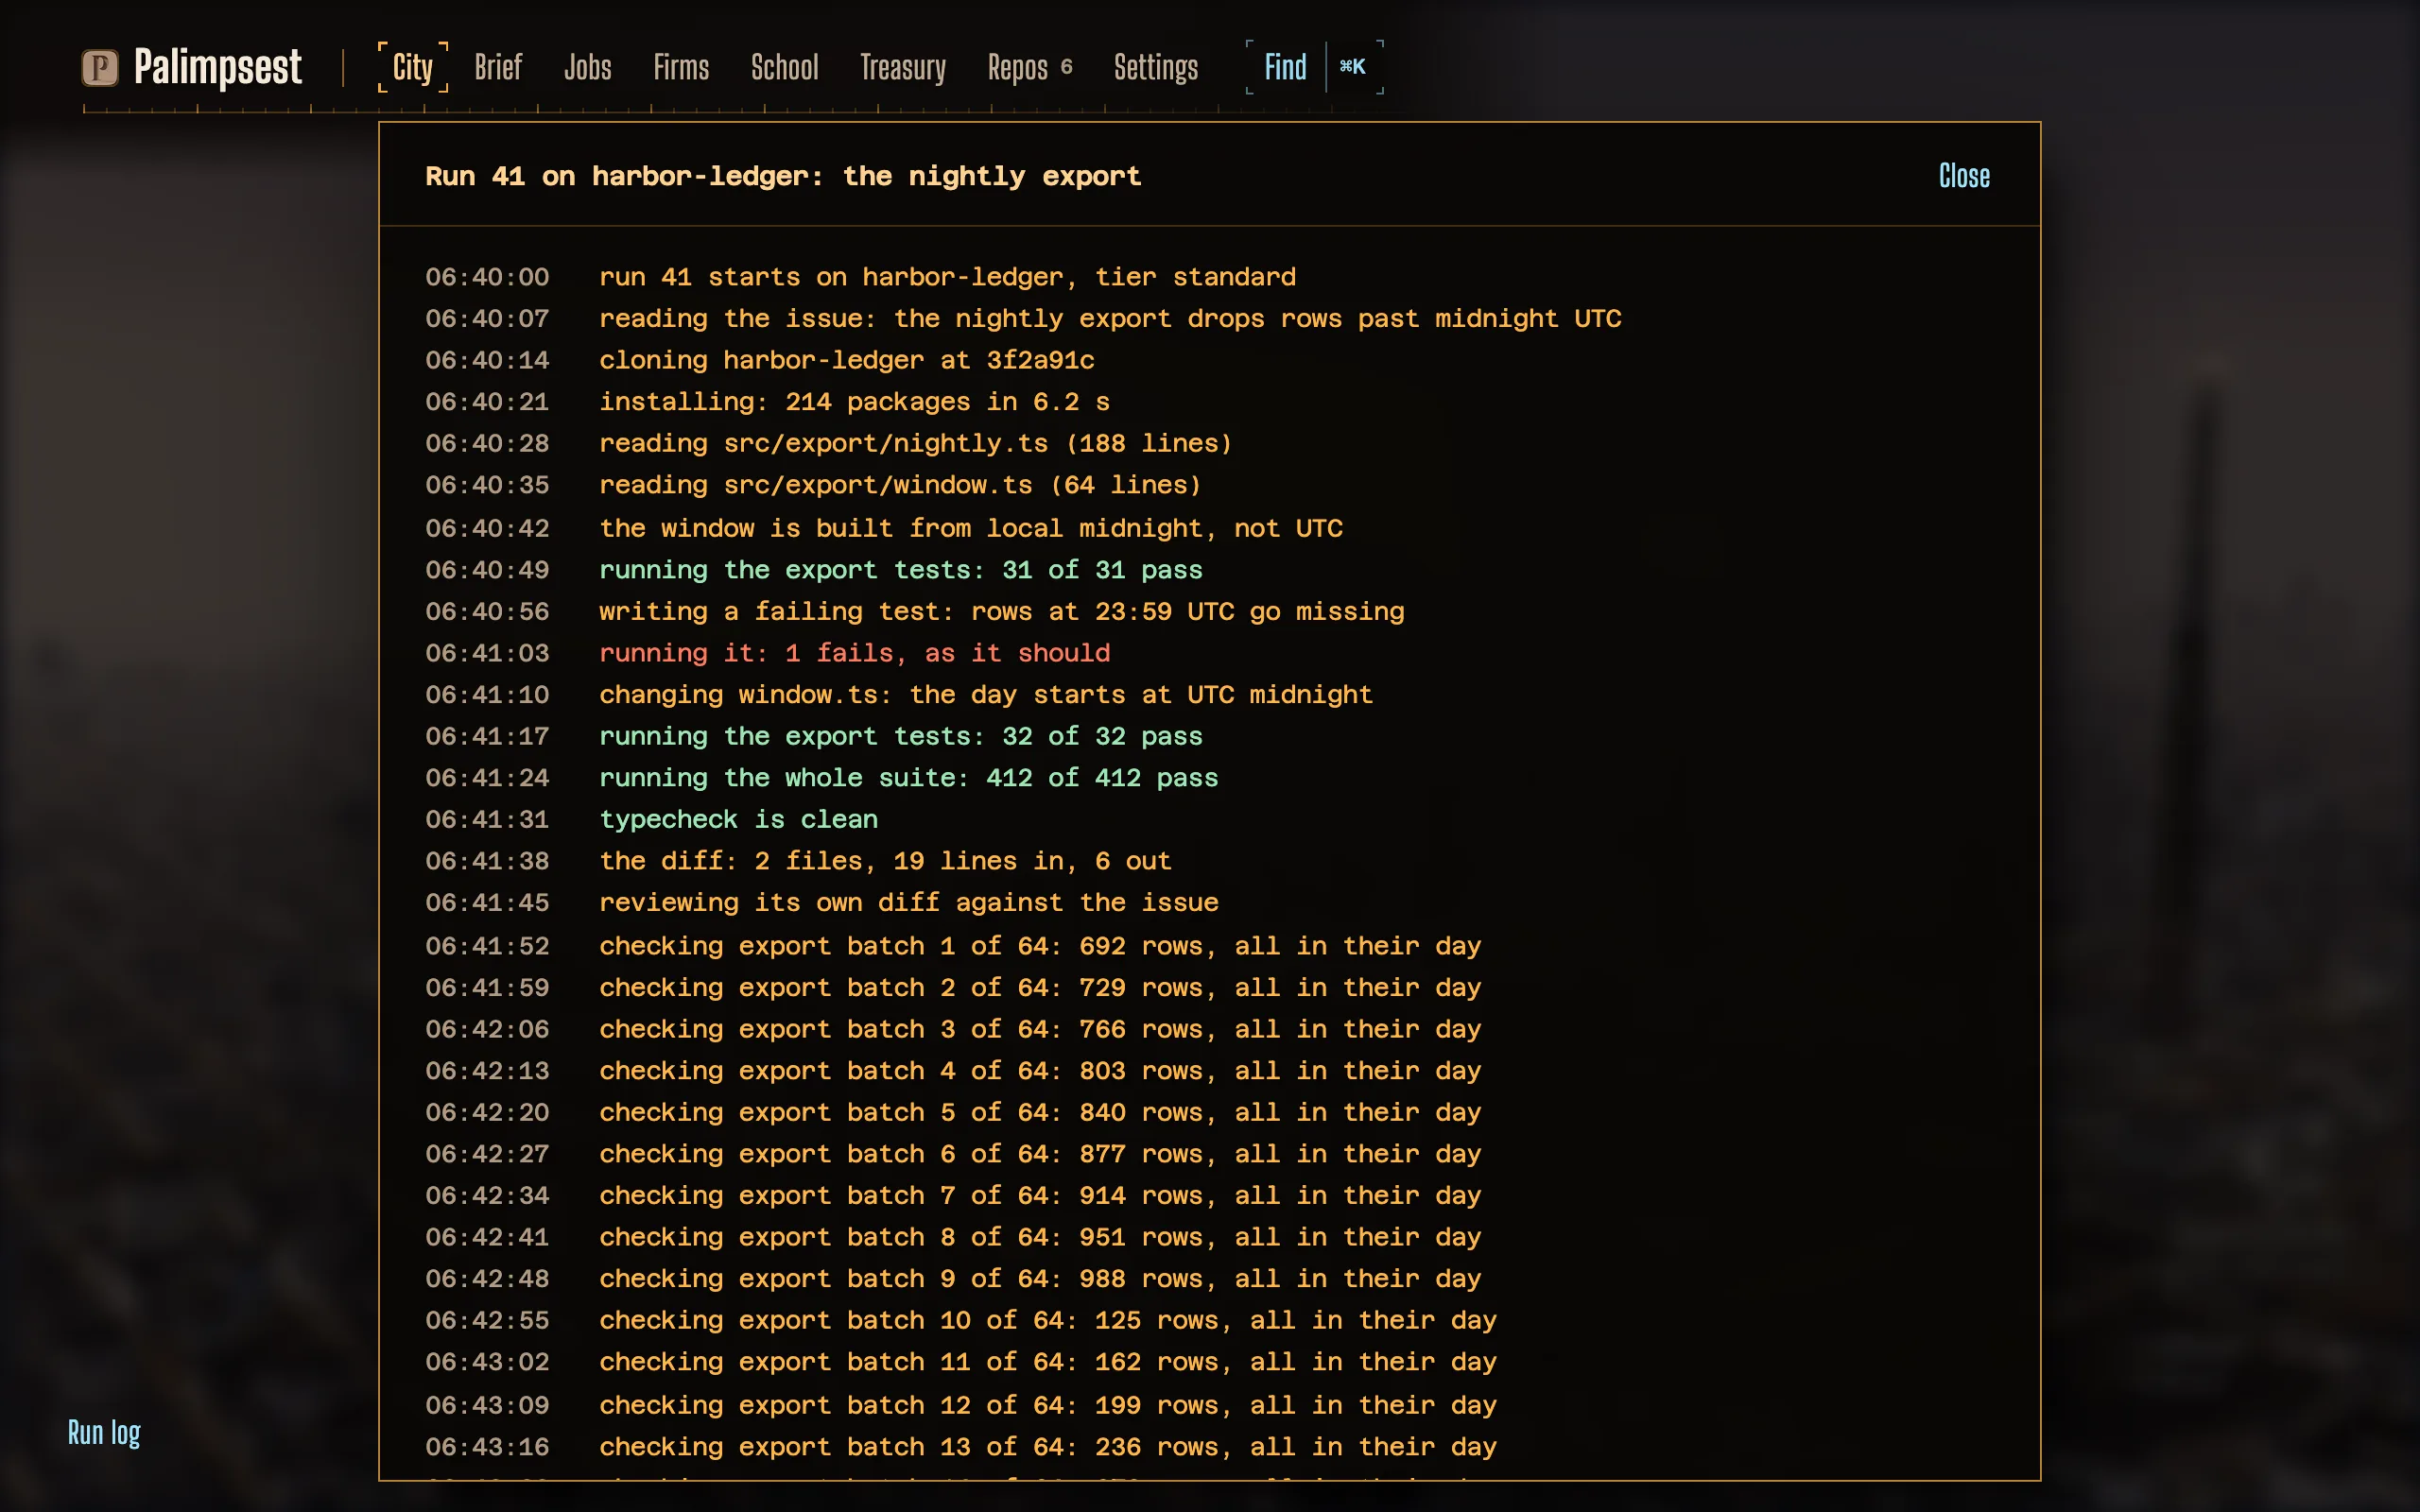 P Palimpsest City Brief Jobs Firms School Treasury Repos 6 Settings Find ⌘K
Run 41 on harbor-ledger: the nightly export Close
06:40:00 run 41 starts on harbor-ledger, tier standard
06:40:07 reading the issue: the nightly export drops rows past midnight UTC
06:40:14 cloning harbor-ledger at 3f2a91c
06:40:21 installing: 214 packages in 6.2 s
06:40:28 reading src/export/nightly.ts (188 lines)
06:40:35 reading src/export/window.ts (64 lines)
06:40:42 the window is built from local midnight, not UTC
06:40:49 running the export tests: 31 of 31 pass
06:40:56 writing a failing test: rows at 23:59 UTC go missing
06:41:03 running it: 1 fails, as it should
06:41:10 changing window.ts: the day starts at UTC midnight
06:41:17 running the export tests: 32 of 32 pass
06:41:24 running the whole suite: 412 of 412 pass
06:41:31 typecheck is clean
06:41:38 the diff: 2 files, 19 lines in, 6 out
06:41:45 reviewing its own diff against the issue
06:41:52 checking export batch 1 of 64: 692 rows, all in their day
06:41:59 checking export batch 2 of 64: 729 rows, all in their day
06:42:06 checking export batch 3 of 64: 766 rows, all in their day
06:42:13 checking export batch 4 of 64: 803 rows, all in their day
06:42:20 checking export batch 5 of 64: 840 rows, all in their day
06:42:27 checking export batch 6 of 64: 877 rows, all in their day
06:42:34 checking export batch 7 of 64: 914 rows, all in their day
06:42:41 checking export batch 8 of 64: 951 rows, all in their day
06:42:48 checking export batch 9 of 64: 988 rows, all in their day
06:42:55 checking export batch 10 of 64: 125 rows, all in their day
06:43:02 checking export batch 11 of 64: 162 rows, all in their day
06:43:09 checking export batch 12 of 64: 199 rows, all in their day
06:43:16 checking export batch 13 of 64: 236 rows, all in their day
Run log